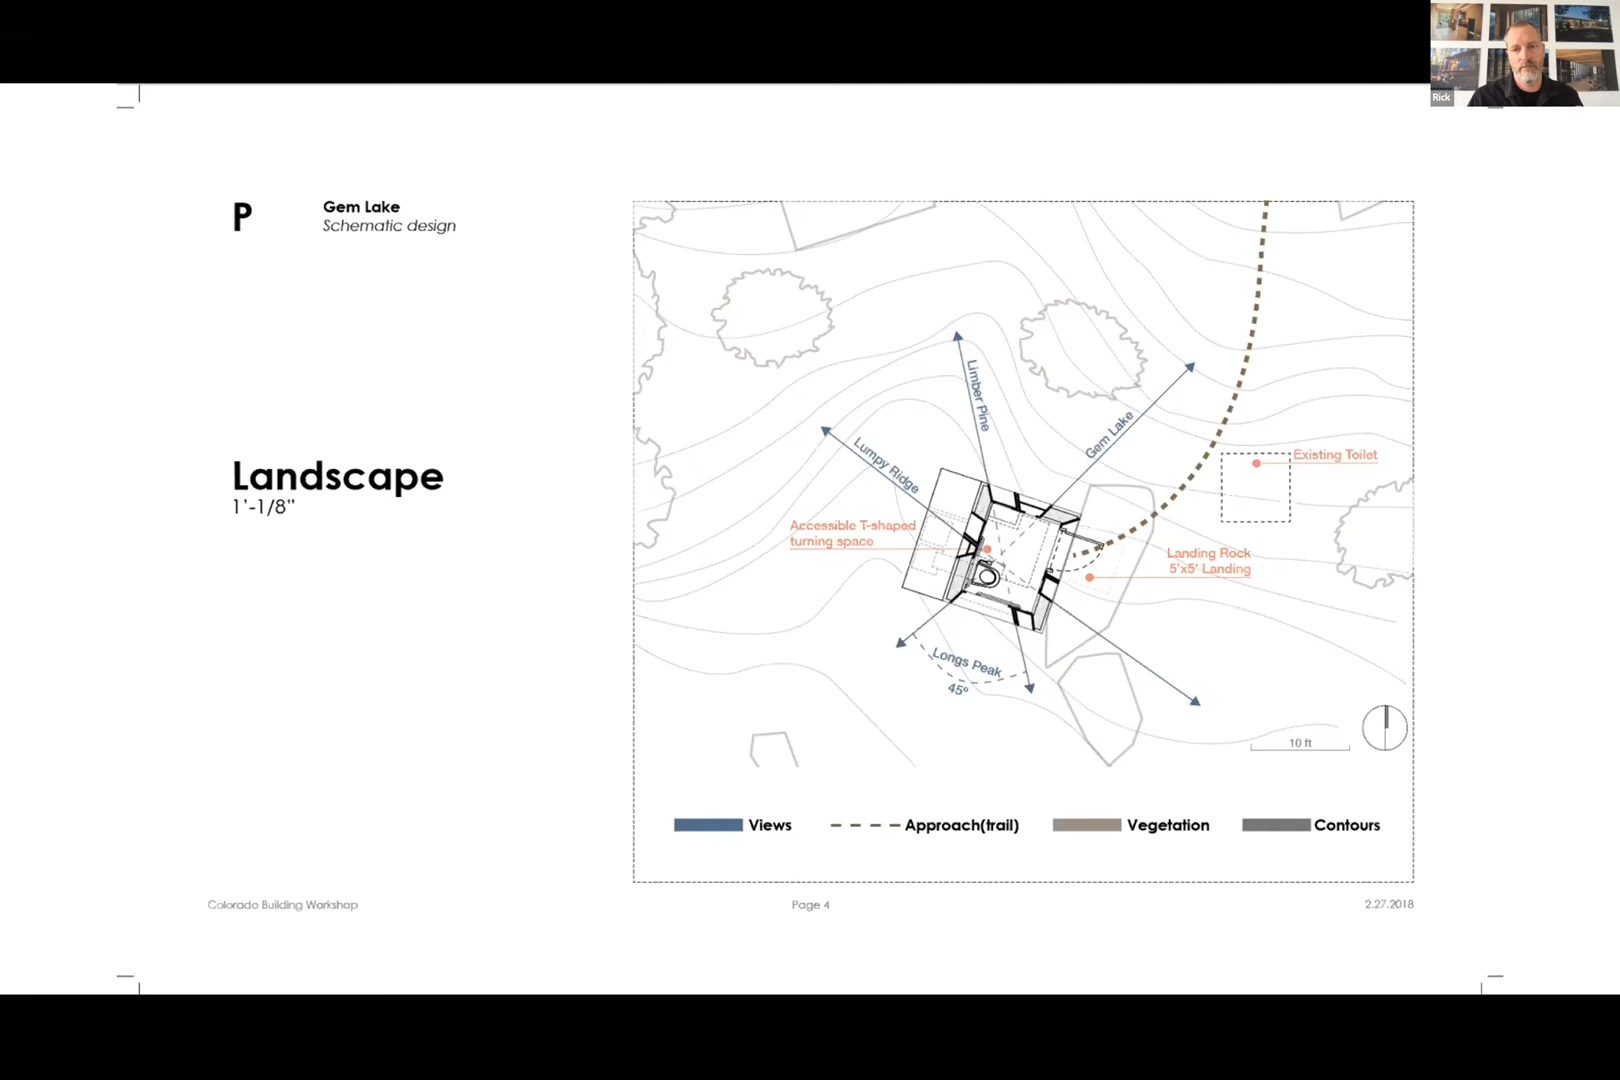 Rick
P
Gem Lake
Schematic design
Landscape
1'-1/8"
Limber Pine
Gem Lake
Lumpy Ridge
Existing Toilet
Accessible T-shaped
turning space
Landing Rock
5'x5' Landing
Longs Peak
45º
10 ft
Views
Approach(trail)
Vegetation
Contours
Colorado Building Workshop
Page 4
2.27.2018